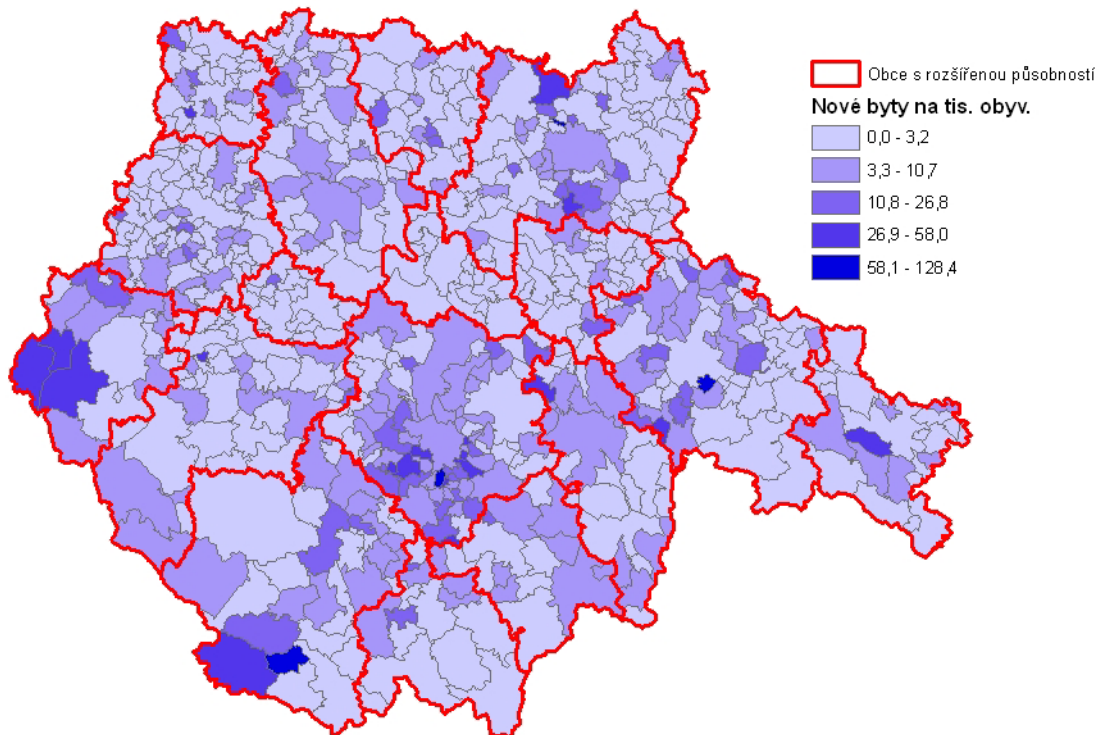 Obce s rozšířenou působností
Nové byty na tis. obyv.
0,0 - 3,2
3,3 - 10,7
10,8 - 26,8
26,9 - 58,0
58,1 - 128,4